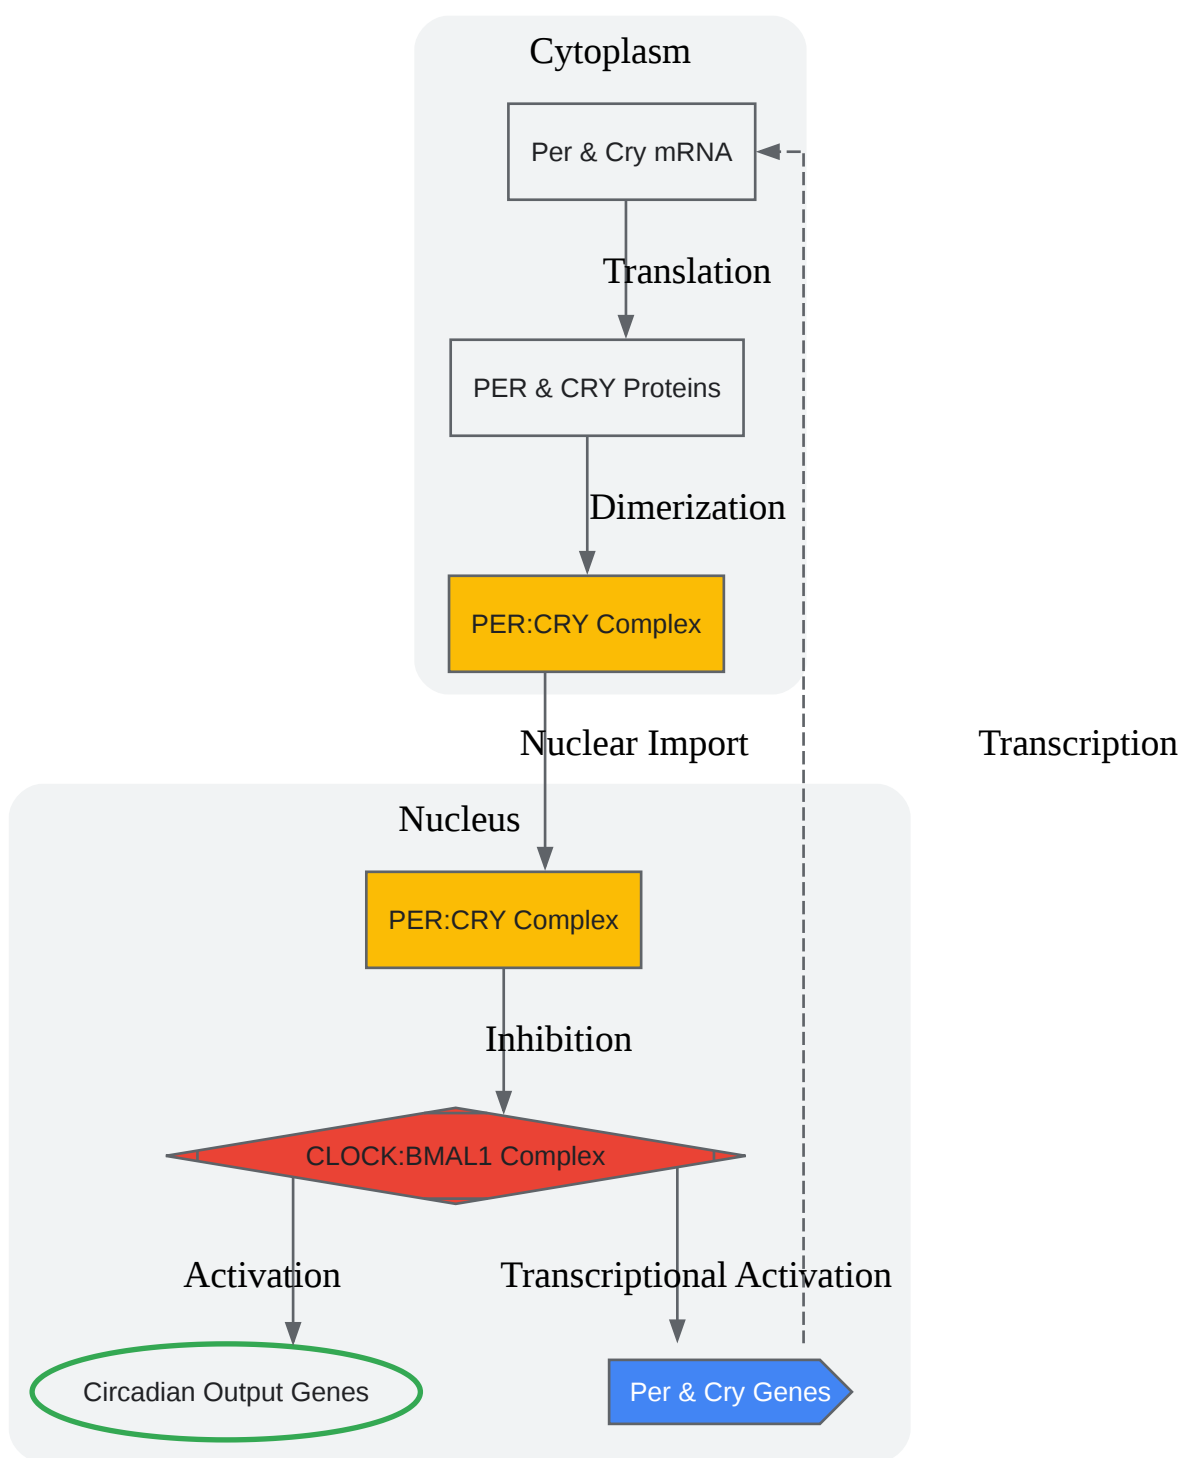 Cytoplasm
Per & Cry mRNA
Translation
PER & CRY Proteins
Dimerization
PER:CRY Complex
Nuclear Import
Transcription
Nucleus
PER:CRY Complex
Inhibition
CLOCK:BMAL1 Complex
Activation
Transcriptional Activation
Circadian Output Genes
Per & Cry Genes